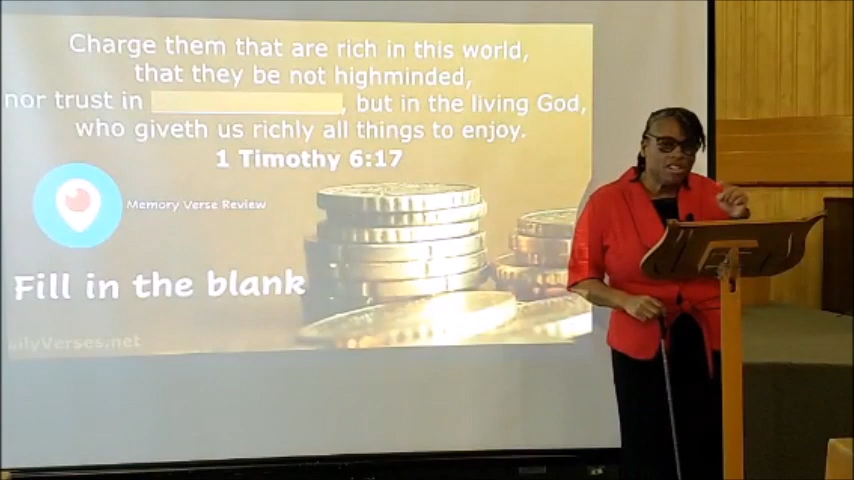 Charge them that are rich in this world,
that they be not highminded,
nor trust in , but in the living God,
who giveth us richly all things to enjoy.
1 Timothy 6:17
Memory Verse Review
Fill in the blank
ilyVerses.net